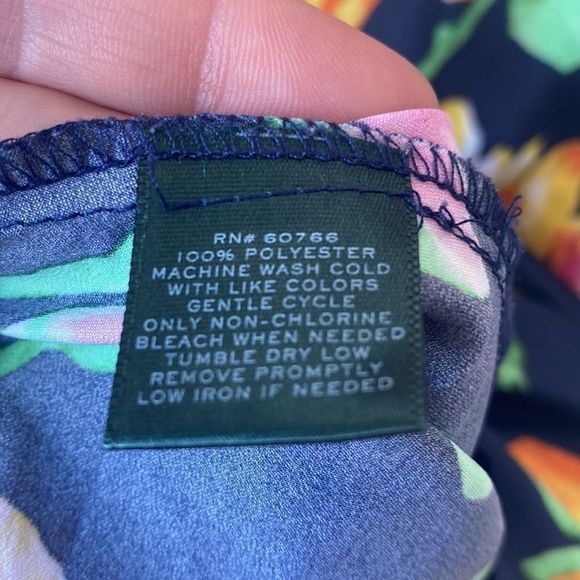 RN# 60766
100% POLYESTER
MACHINE WASH COLD
WITH LIKE COLORS
GENTLE CYCLE
ONLY NON-CHLORINE
BLEACH WHEN NEEDED
TUMBLE DRY LOW
REMOVE PROMPTLY
LOW IRON IF NEEDED